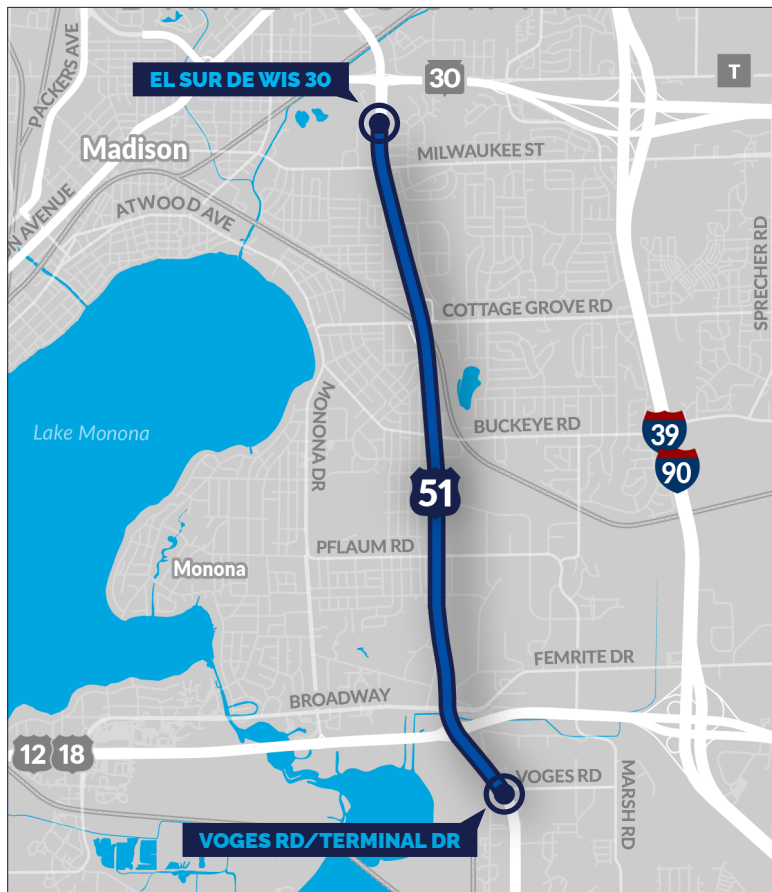 PACKERS AVE
EL SUR DE WIS 30
30
T
Madison
MILWAUKEE ST
ATWOOD AVE
N AVENUE
SPRECHER RD
COTTAGE GROVE RD
MONONA DR
Lake Monona
BUCKEYE RD
39
90
51
PFLAUM RD
Monona
FEMRITE DR
BROADWAY
12 18
VOGES RD
MARSH RD
VOGES RD/TERMINAL DR